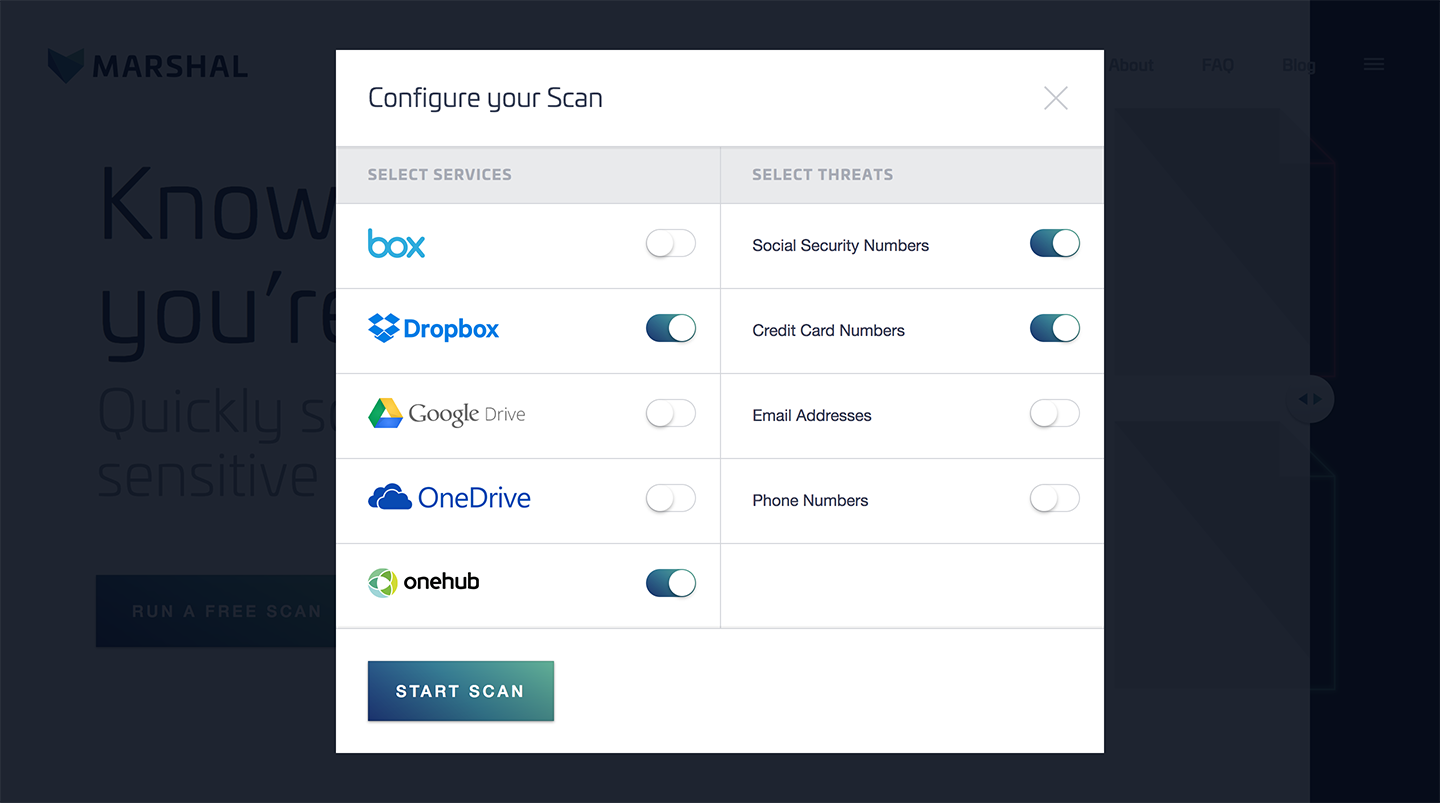 MARSHAL
About
FAQ
Blog
Know
you're
Quickly
sensitive
RUN A FREE SCAN
Configure your Scan
SELECT SERVICES
SELECT THREATS
box
Social Security Numbers
Dropbox
Credit Card Numbers
Google Drive
Email Addresses
OneDrive
Phone Numbers
onehub
START SCAN